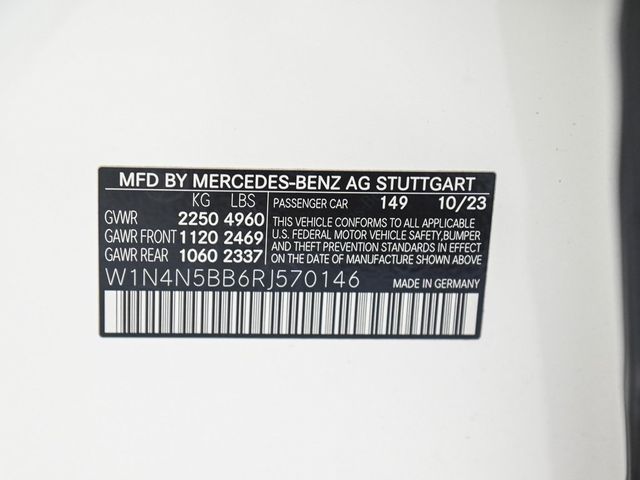 MFD BY MERCEDES-BENZ AG STUTTGART
KG LBS PASSENGER CAR 149 10/23
GVWR 2250 4960 THIS VEHICLE CONFORMS TO ALL APPLICABLE
GAWR FRONT 1120 2469 U.S. FEDERAL MOTOR VEHICLE SAFETY, BUMPER
AND THEFT PREVENTION STANDARDS IN EFFECT
GAWR REAR 1060 2337 ON THE DATE OF MANUFACTURE SHOWN ABOVE
W1N4N5BB6RJ570146 MADE IN GERMANY